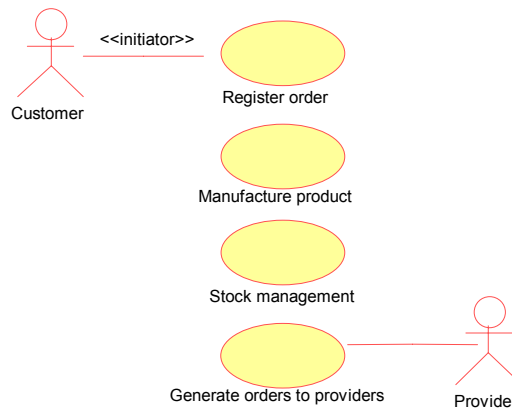 <<initiator>>
Customer
Register order
Manufacture product
Stock management
Generate orders to providers
Provide